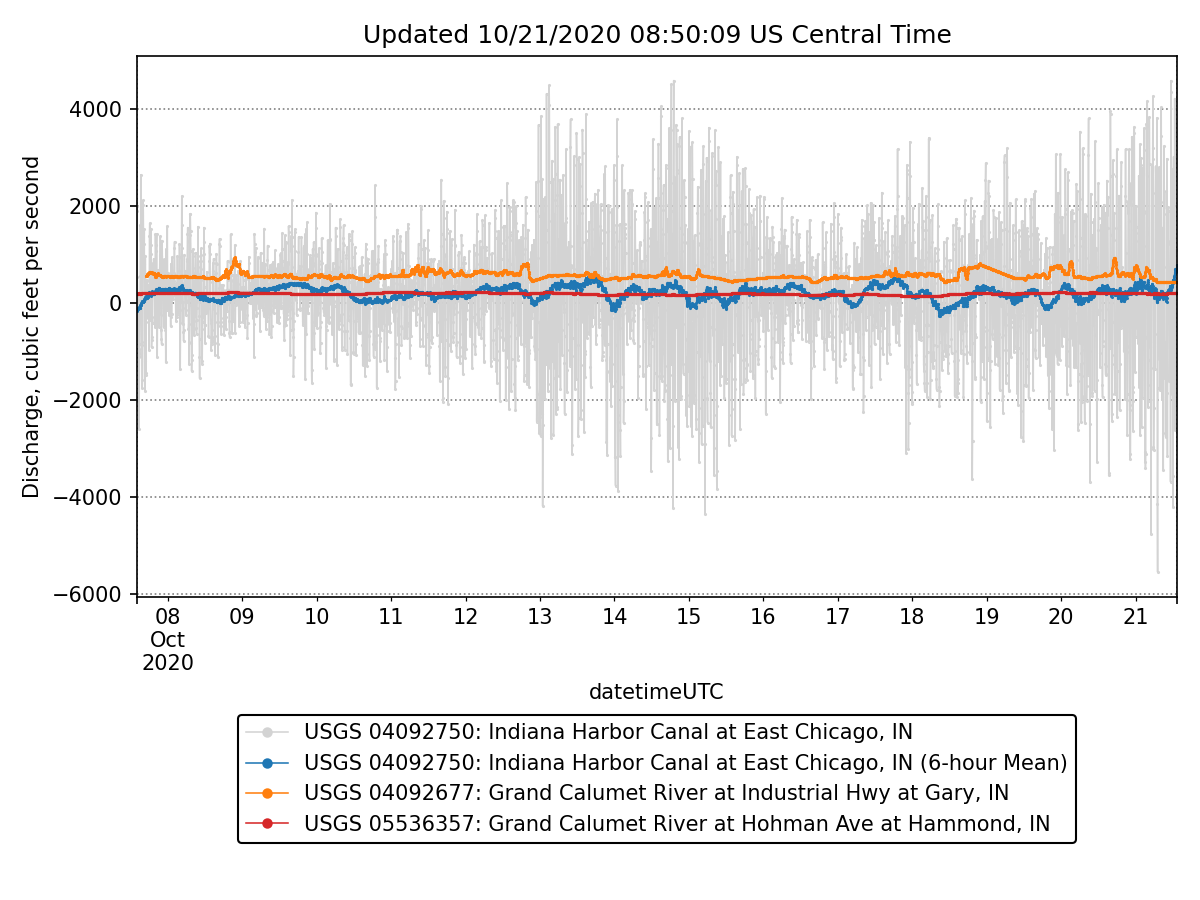 Updated 10/21/2020 08:50:09 US Central Time
Discharge, cubic feet per second
4000
2000
0
−2000
−4000
−6000
08 09 10 11 12 13 14 15 16 17 18 19 20 21
Oct
2020
datetimeUTC
USGS 04092750: Indiana Harbor Canal at East Chicago, IN
USGS 04092750: Indiana Harbor Canal at East Chicago, IN (6-hour Mean)
USGS 04092677: Grand Calumet River at Industrial Hwy at Gary, IN
USGS 05536357: Grand Calumet River at Hohman Ave at Hammond, IN